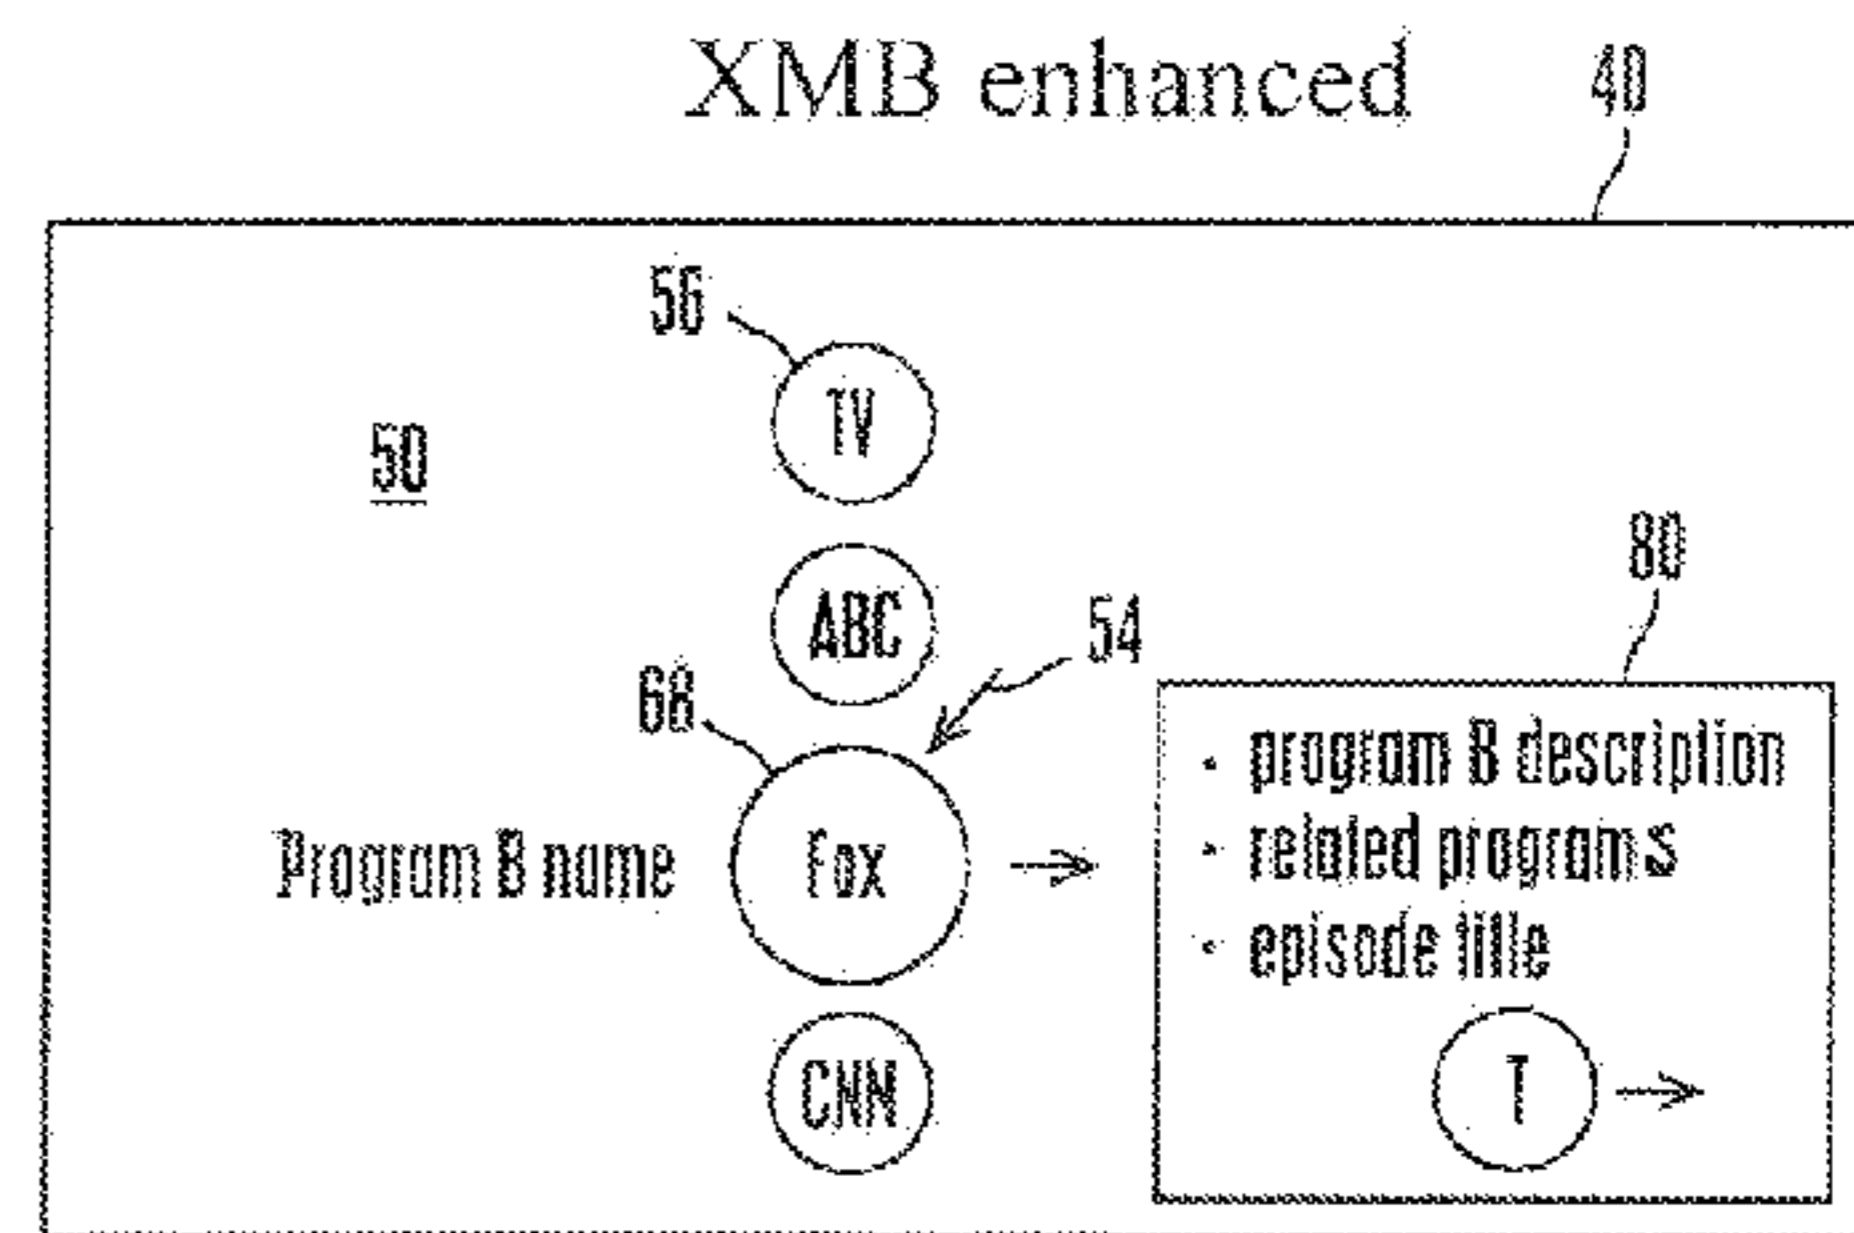 XMB enhanced
40
56
TV
50
80
ABC
54
68
· program B description
· related programs
Program B name
Fox
· episode title
CNN
T